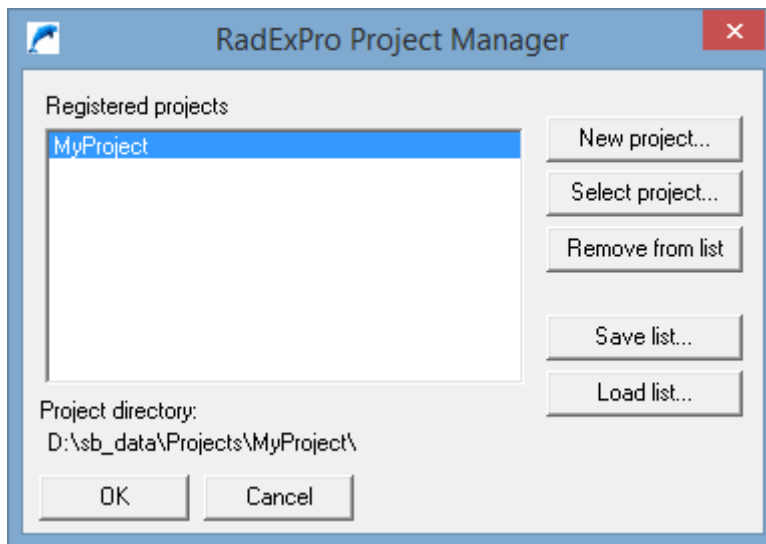 RadExPro Project Manager
Registered projects
MyProject
New project...
Select project...
Remove from list
Save list...
Load list...
Project directory:
D:\sb_data\Projects\MyProject\
OK
Cancel